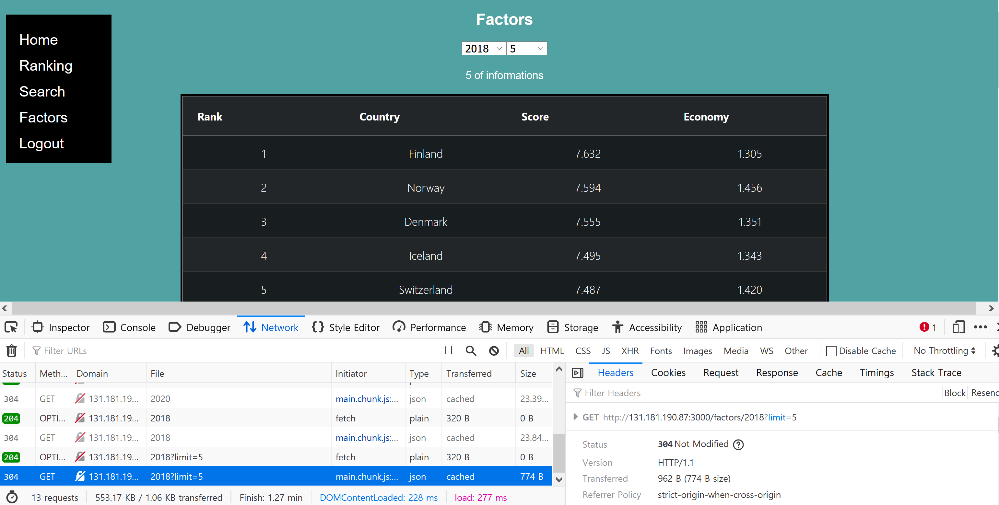 Factors
2018 5
5 of informations
Home
Ranking
Search
Factors
Logout
Rank Country Score Economy
1 Finland 7.632 1.305
2 Norway 7.594 1.456
3 Denmark 7.555 1.351
4 Iceland 7.495 1.343
5 Switzerland 7.487 1.420
Inspector Console Debugger Network Style Editor Performance Memory Storage Accessibility Application 1
Filter URLs All HTML CSS JS XHR Fonts Images Media WS Other Disable Cache No Throttling
Status Meth... Domain File Initiator Type Transferred Size
304 GET 131.181.19... 2020 main.chunk.js:... json cached 23.39...
204 OPTI... 131.181.19... 2018 fetch plain 320 B 0 B
304 GET 131.181.19... 2018 main.chunk.js:... json cached 23.84...
204 OPTI... 131.181.19... 2018?limit=5 fetch plain 320 B 0 B
304 GET 131.181.19... 2018?limit=5 main.chunk.js:... json cached 774 B
13 requests 553.17 KB / 1.06 KB transferred Finish: 1.27 min DOMContentLoaded: 228 ms load: 277 ms
Headers Cookies Request Response Cache Timings Stack Trace
Filter Headers Block Resend
GET http://131.181.190.87:3000/factors/2018?limit=5
Status 304 Not Modified
Version HTTP/1.1
Transferred 962 B (774 B size)
Referrer Policy strict-origin-when-cross-origin